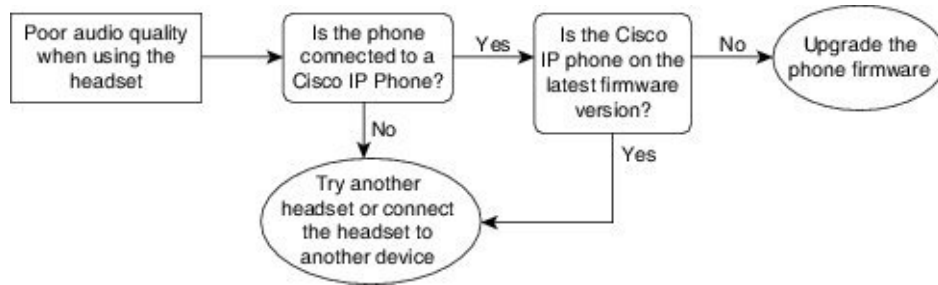 Poor audio quality
when using the
headset
Is the phone
connected to a
Cisco IP Phone?
Yes
Is the Cisco
IP phone on the
latest firmware
version?
No
Upgrade the
phone firmware
No
Yes
Try another
headset or connect
the headset to
another device